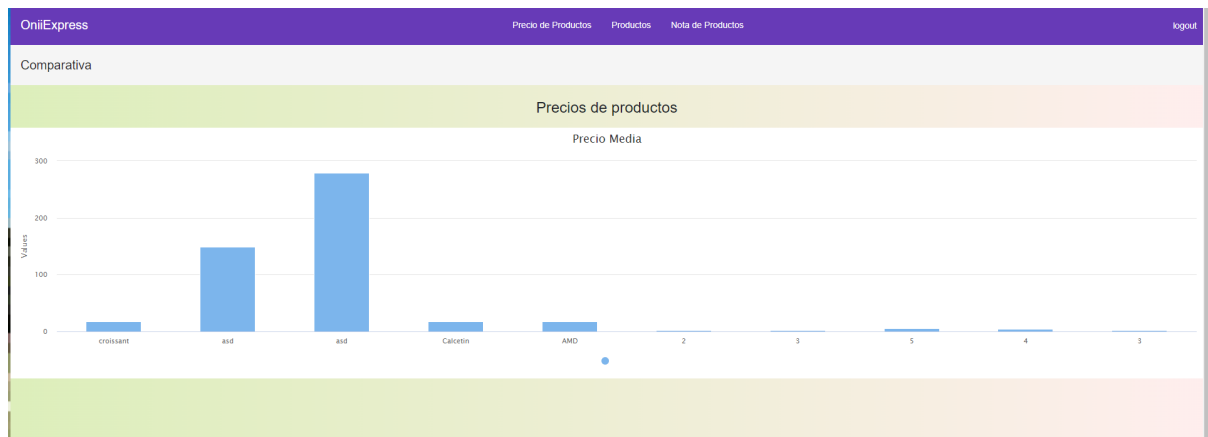 OniiExpress Precio de Productos Productos Nota de Productos logout
Comparativa
Precios de productos
Precio Media
300
200
100
0
Values
croissant asd asd Calcetin AMD 2 3 5 4 3